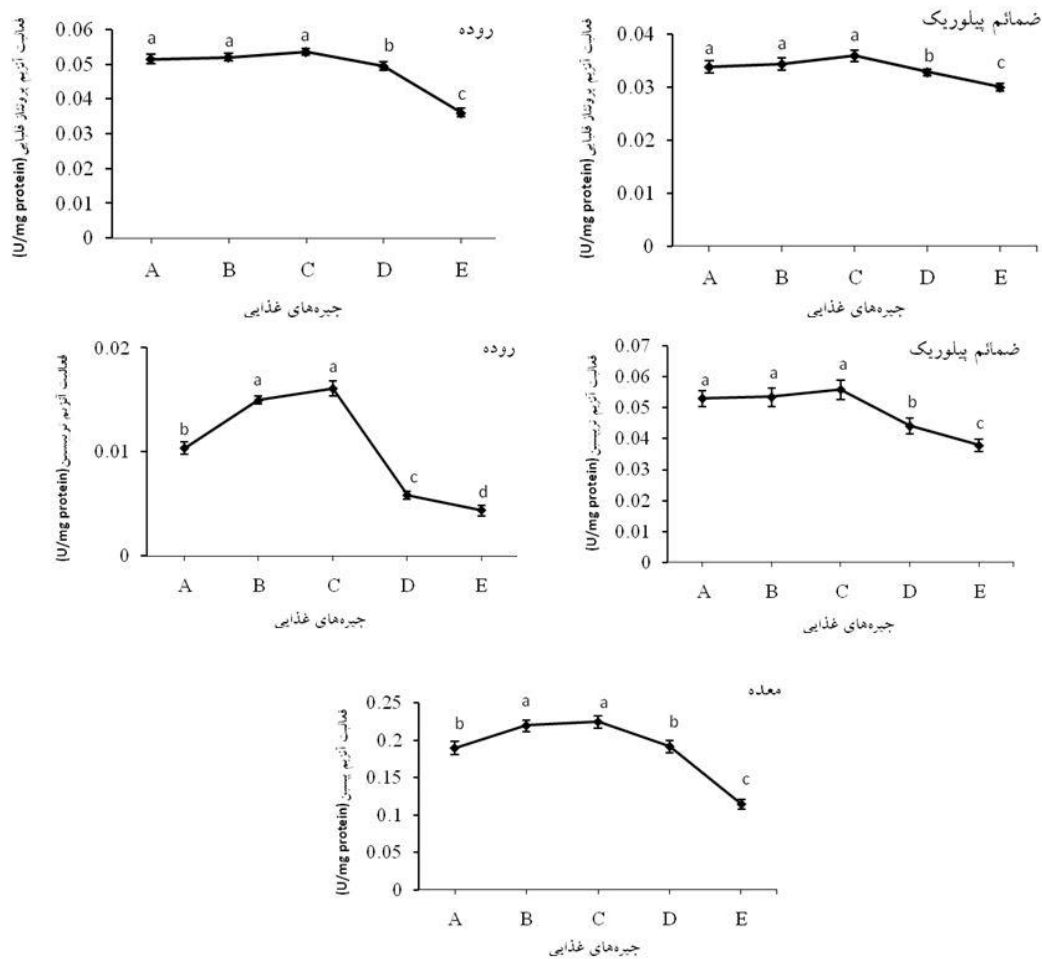 روده
فعالیت آنزیم پروتئاز قلیایی (U/mg protein)
0.06
0.05
0.04
0.03
0.02
0.01
0
a a a b c
A B C D E
جیره‌های غذایی
ضمائم پیلوریک
فعالیت آنزیم پروتئاز قلیایی (U/mg protein)
0.04
0.03
0.02
0.01
0
a a a b c
A B C D E
جیره‌های غذایی
روده
فعالیت آنزیم تریپسین (U/mg protein)
0.02
0.01
0
b a a c d
A B C D E
جیره‌های غذایی
ضمائم پیلوریک
فعالیت آنزیم تریپسین (U/mg protein)
0.07
0.06
0.05
0.04
0.03
0.02
0.01
0
a a a b c
A B C D E
جیره‌های غذایی
معده
فعالیت آنزیم پپسین (U/mg protein)
0.25
0.2
0.15
0.1
0.05
0
b a a b c
A B C D E
جیره‌های غذایی